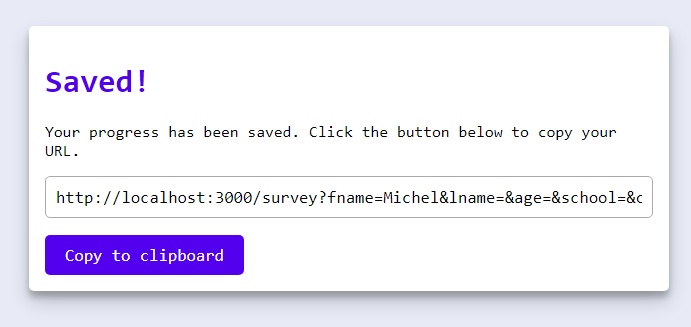 Saved!
Your progress has been saved. Click the button below to copy your
URL.
http://localhost:3000/survey?fname=Michel&lname=&age=&school=&c
Copy to clipboard